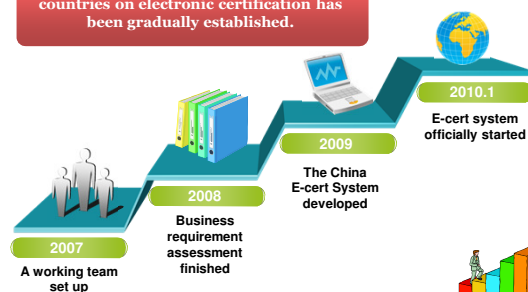 countries on electronic certification has
been gradually established.
2010.1
E-cert system
officially started
2009
The China
E-cert System
developed
2008
Business
requirement
assessment
finished
2007
A working team
set up